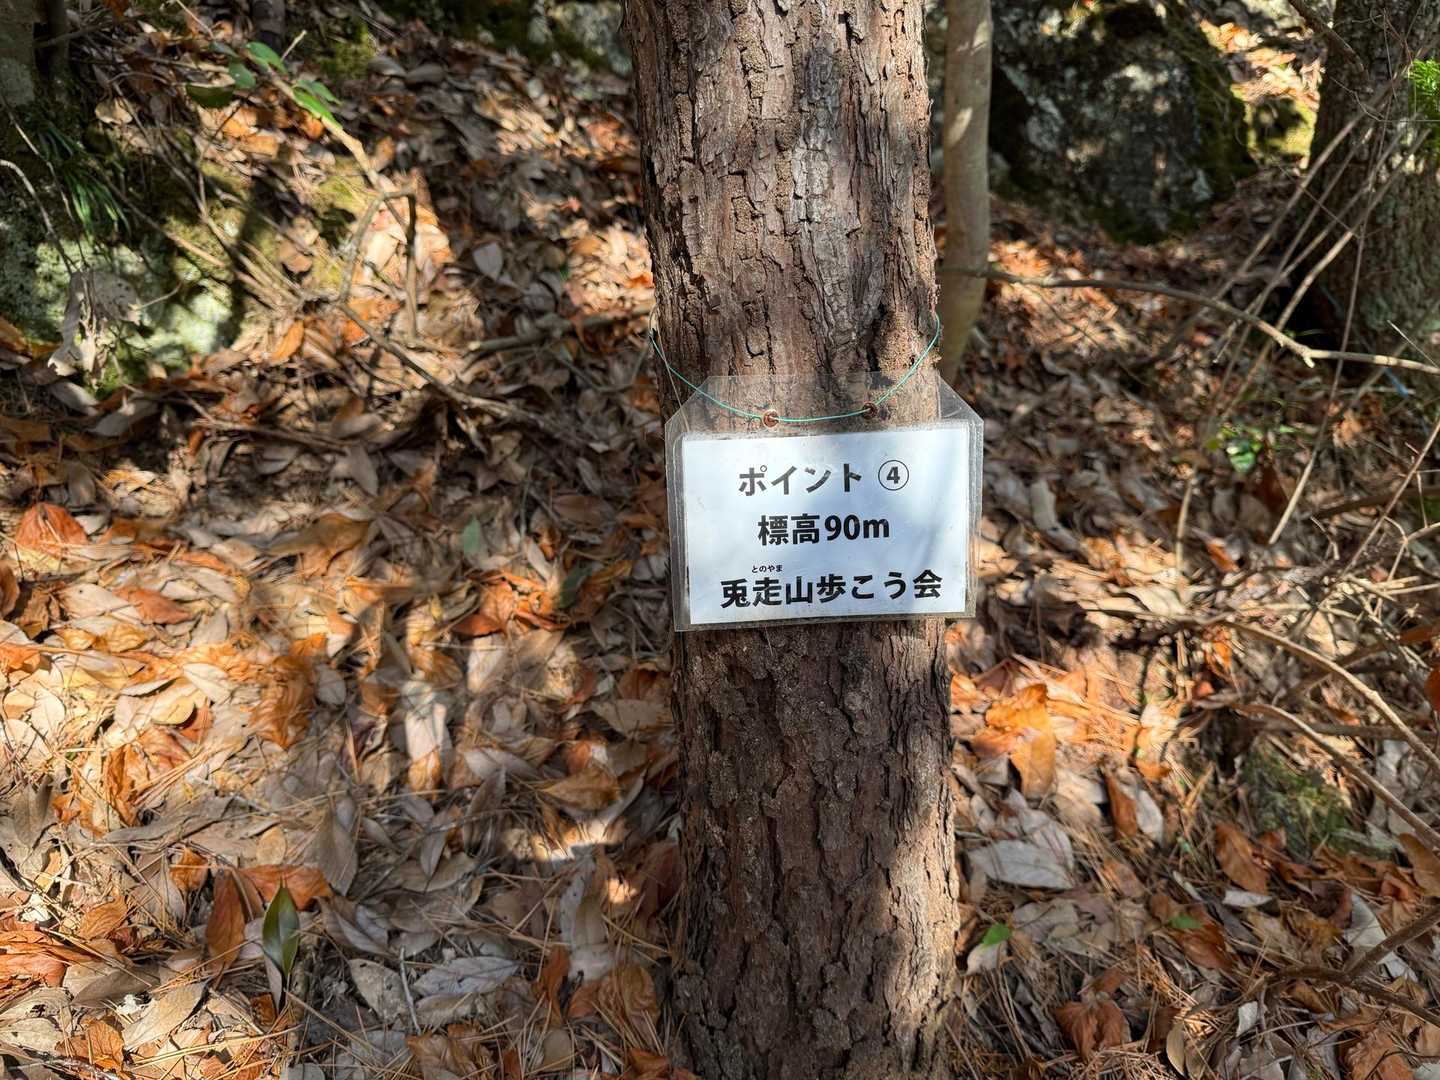 ポイント ④
標高90m
とのやま
兎走山歩こう会